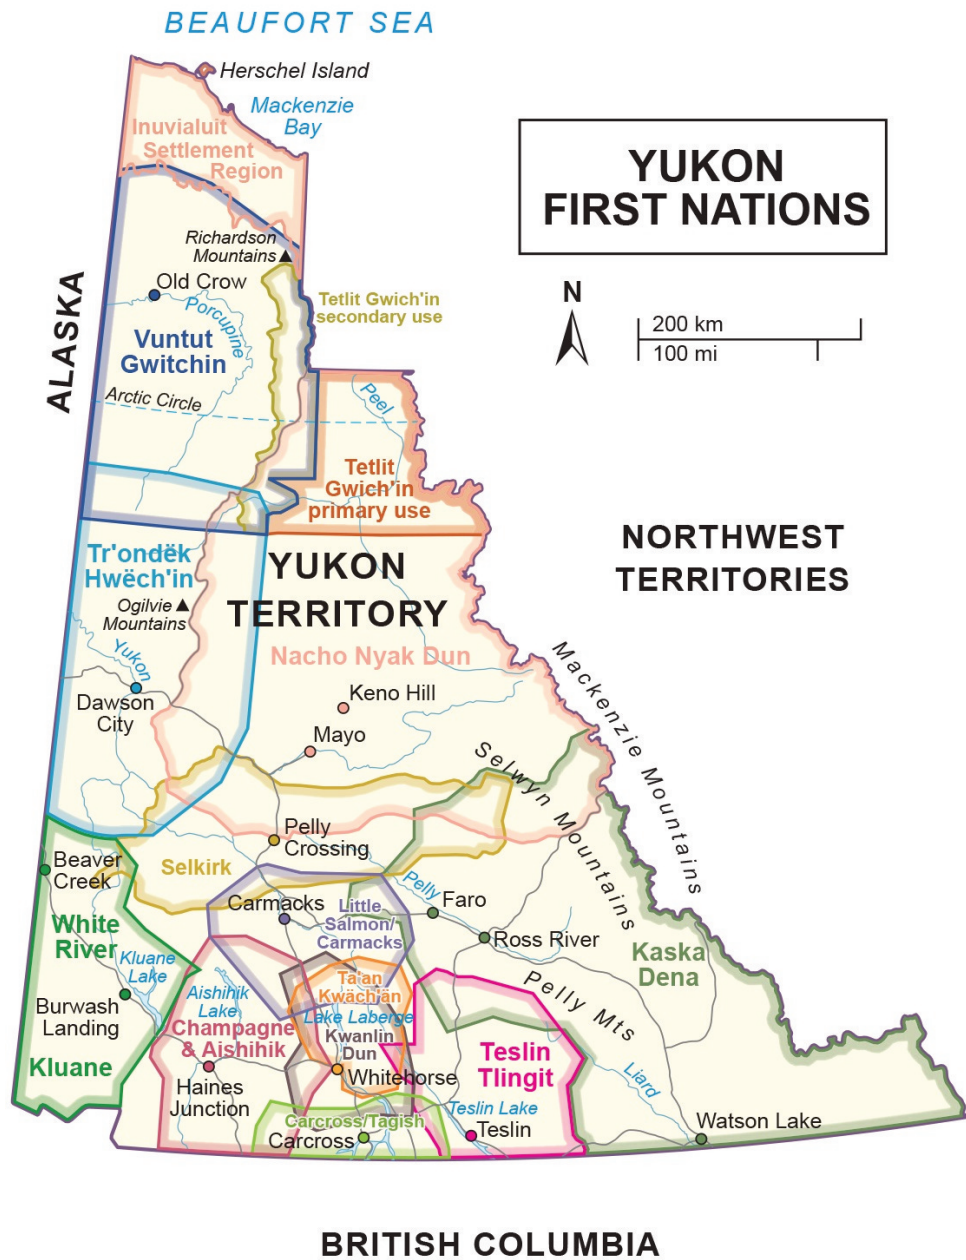 BEAUFORT SEA
Herschel Island
Mackenzie
Bay
Inuvialuit
Settlement
Region
YUKON
FIRST NATIONS
Richardson
Mountains
Old Crow
Porcupine
Tetlit Gwich'in
secondary use
N
200 km
100 mi
ALASKA
Vuntut
Gwitchin
Arctic Circle
Peel
Tetlit
Gwich'in
primary use
NORTHWEST
TERRITORIES
Tr'ondëk
Hwëch'in
YUKON
TERRITORY
Ogilvie
Mountains
Nacho Nyak Dun
Yukon
Dawson
City
Keno Hill
Mayo
Mackenzie Mountains
Selwyn Mountains
Pelly
Crossing
Selkirk
Beaver
Creek
Carmacks
Little
Salmon/
Carmacks
Pelly
Faro
White
River
Ross River
Kaska
Dena
Kluane
Lake
Aishihik
Lake
Ta'an
Kwäch'än
Pelly Mts
Burwash
Landing
Lake Laberge
Champagne
& Aishihik
Kwanlin
Dun
Teslin
Tlingit
Kluane
Haines
Junction
Whitehorse
Liard
Carcross/Tagish
Carcross
Teslin Lake
Teslin
Watson Lake
BRITISH COLUMBIA